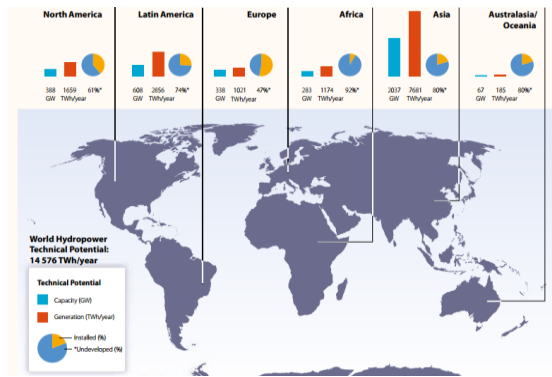 North America
Latin America
Europe
Africa
Asia
Australasia/
Oceania
388 1659 61%*
GW TWh/year
608 2856 74%*
GW TWh/year
338 1021 47%*
GW TWh/year
283 1174 92%*
GW TWh/year
2037 7681 80%*
GW TWh/year
67 185 80%*
GW TWh/year
World Hydropower
Technical Potential:
14 576 TWh/year
Technical Potential
Capacity (GW)
Generation (TWh/year)
Installed (%)
*Undeveloped (%)